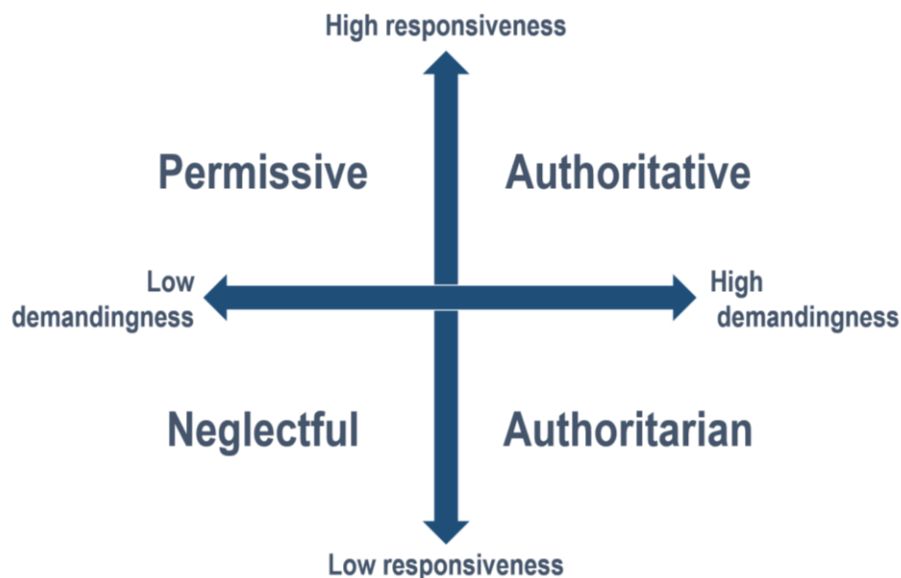 High responsiveness
Permissive
Authoritative
Low
demandingness
High
demandingness
Neglectful
Authoritarian
Low responsiveness